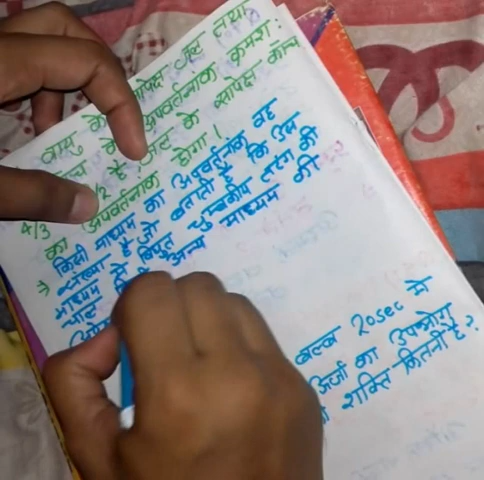 वायु के सापेक्ष जल तथा
काँच के अपवर्तनांक क्रमशः
4/3 /2 है। जल के सापेक्ष काँच
का अपवर्तनांक होगा।
→ किसी माध्यम का अपवर्तनांक वह
संख्या है जो बताती है कि उस
माध्यम में विद्युत चुम्बकीय तरंग की
चाल अन्य माध्यम की
बल्ब 20sec में
ऊर्जा का उपभोग
शक्ति कितनी है?